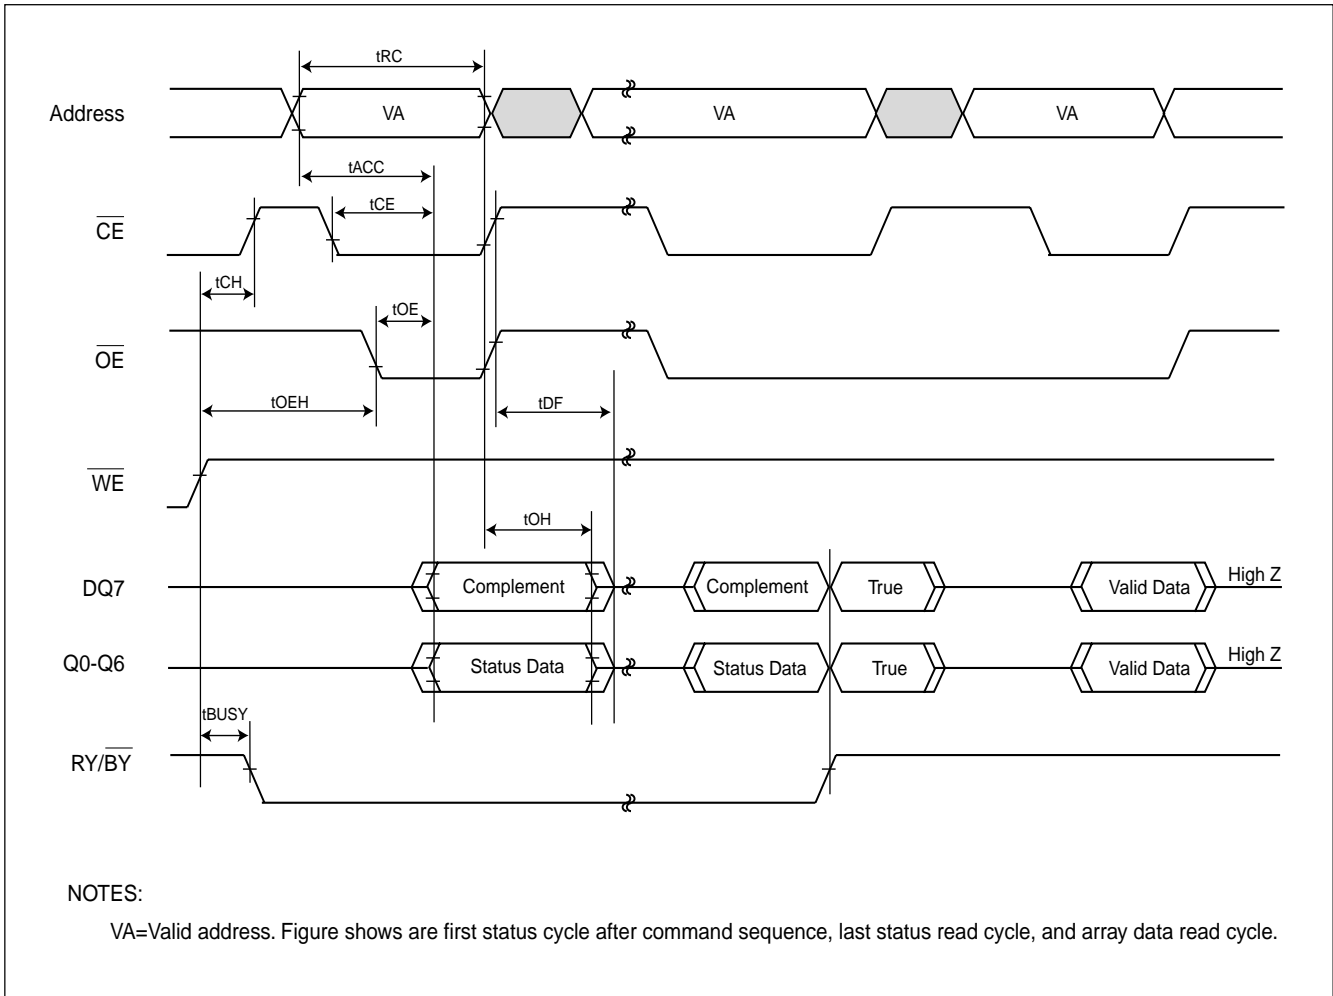 tRC
Address VA VA VA
tACC
tCE
CE
tCH
tOE
OE
tOEH tDF
WE
tOH
DQ7 Complement Complement True Valid Data High Z
Q0-Q6 Status Data Status Data True Valid Data High Z
tBUSY
RY/BY
NOTES:
VA=Valid address. Figure shows are first status cycle after command sequence, last status read cycle, and array data read cycle.